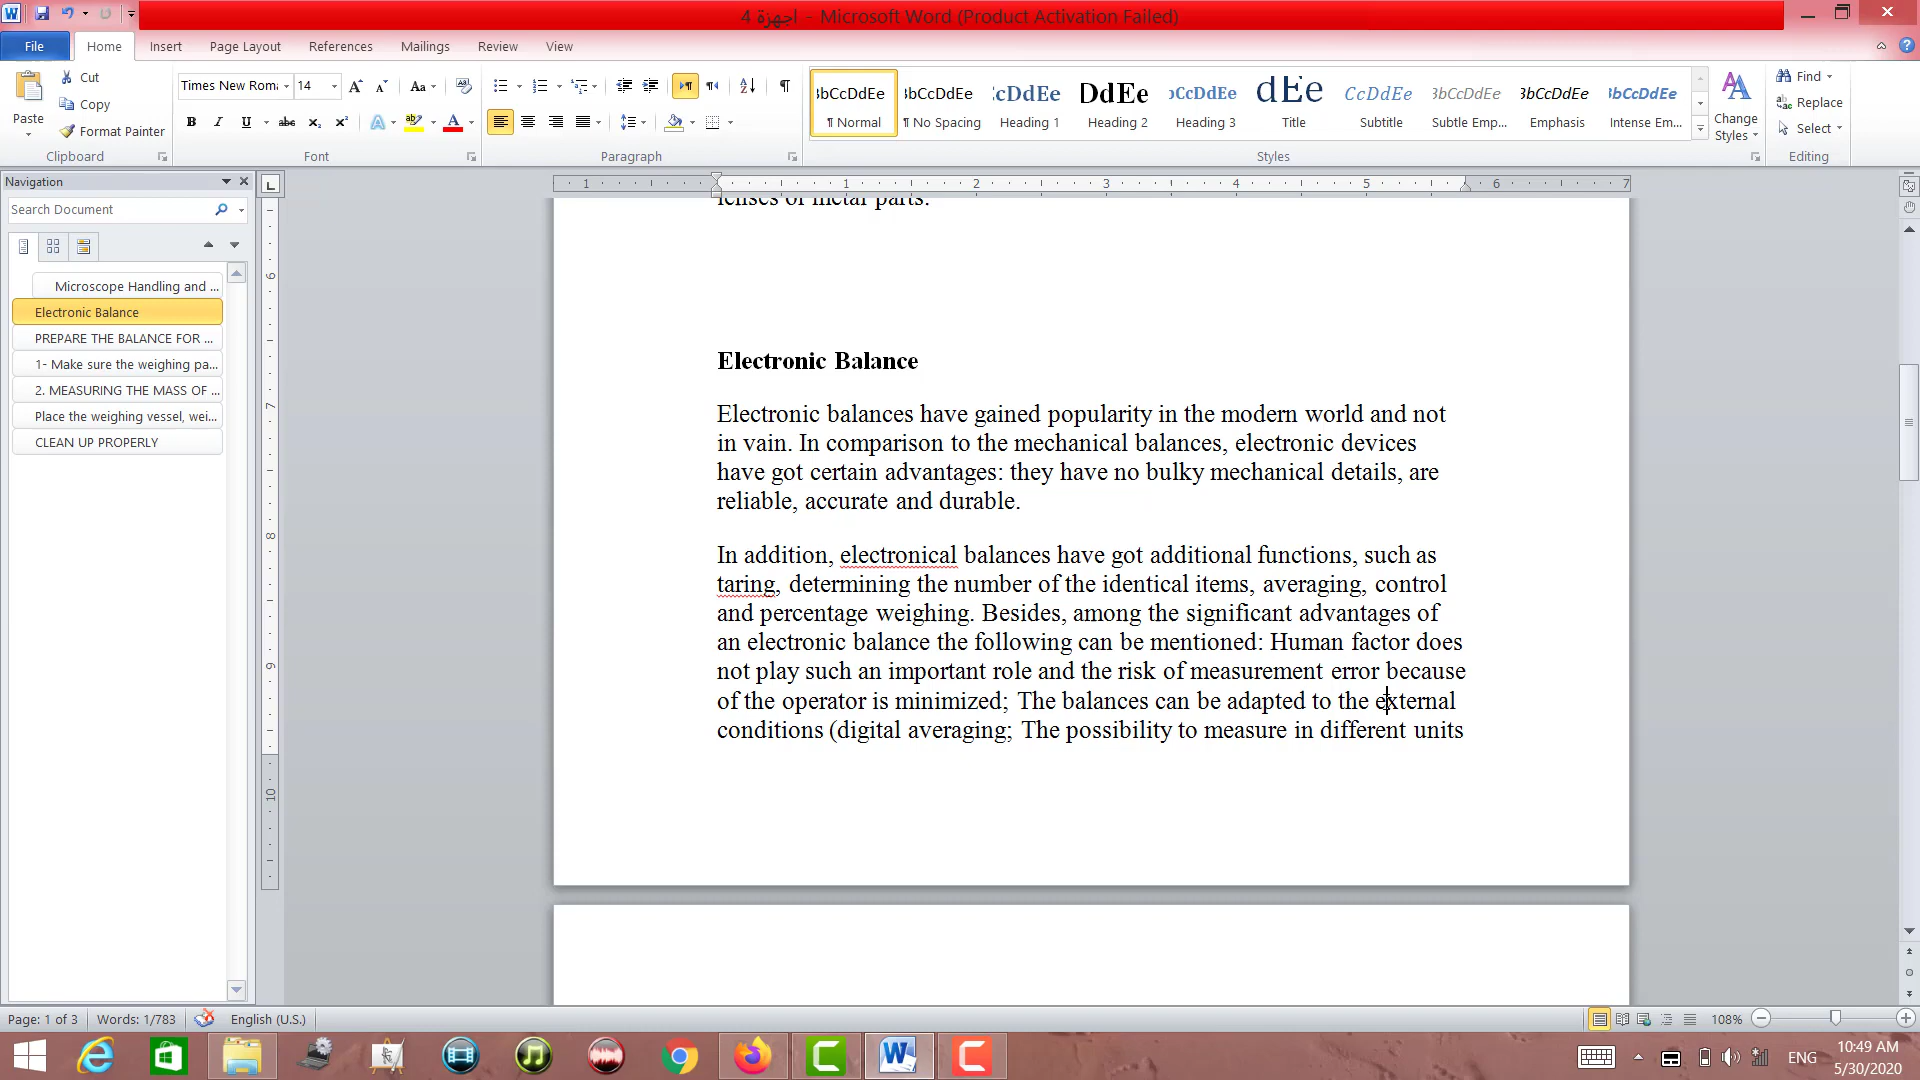 اجهزة 4 - Microsoft Word (Product Activation Failed)
File Home Insert Page Layout References Mailings Review View
Paste
Cut
Copy
Format Painter
Clipboard
Times New Rom 14
Font
Paragraph
AaBbCcDdEe
¶ Normal
¶ No Spacing
Heading 1
Heading 2
Heading 3
Title
Subtitle
Subtle Emp...
Emphasis
Intense Em...
Styles
Change
Styles
Find
Replace
Select
Editing
Navigation
Search Document
Microscope Handling and ...
Electronic Balance
PREPARE THE BALANCE FOR ...
1- Make sure the weighing pa...
2. MEASURING THE MASS OF ...
Place the weighing vessel, wei...
CLEAN UP PROPERLY
lenses or metal parts.
Electronic Balance
Electronic balances have gained popularity in the modern world and not
in vain. In comparison to the mechanical balances, electronic devices
have got certain advantages: they have no bulky mechanical details, are
reliable, accurate and durable.
In addition, electronical balances have got additional functions, such as
taring, determining the number of the identical items, averaging, control
and percentage weighing. Besides, among the significant advantages of
an electronic balance the following can be mentioned: Human factor does
not play such an important role and the risk of measurement error because
of the operator is minimized; The balances can be adapted to the external
conditions (digital averaging; The possibility to measure in different units
Page: 1 of 3 Words: 1/783 English (U.S.) 108%
ENG
10:49 AM
5/30/2020